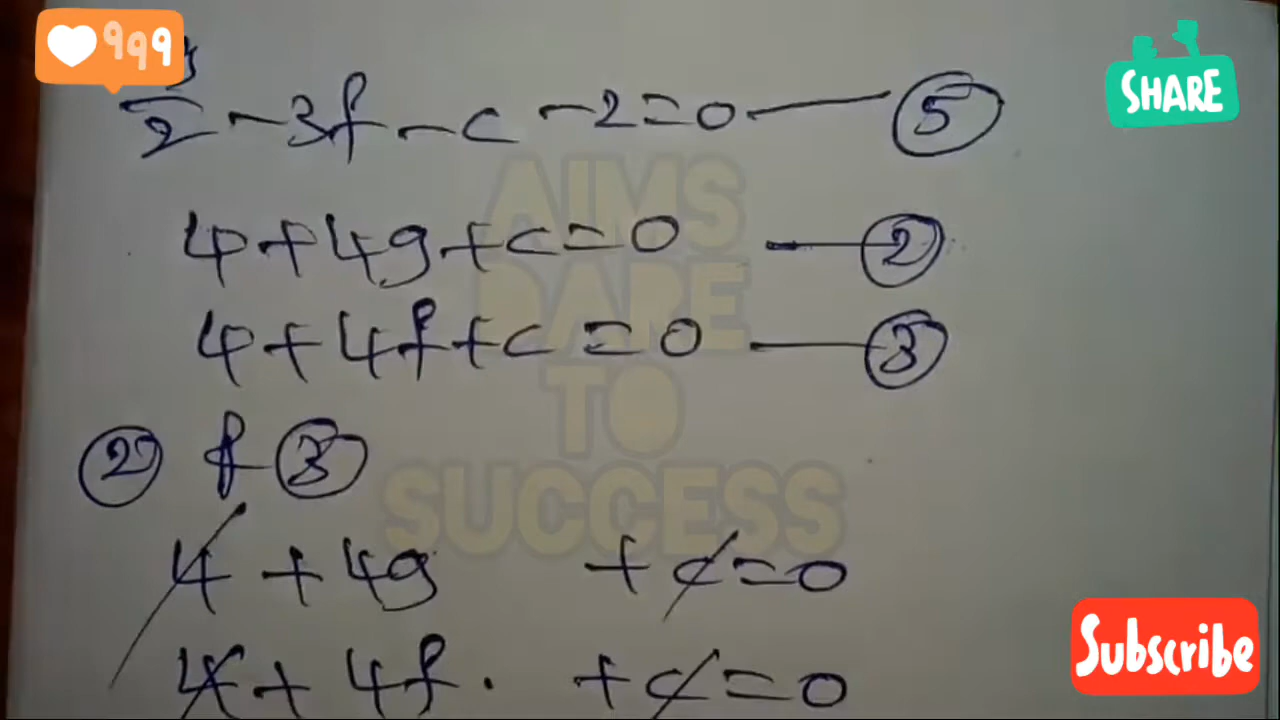 999
SHARE
/2 - 3f - c - 2 = 0 — 5
4 + 4g + c = 0 — 2
4 + 4f + c = 0 — 3
2 & 3
4 + 4g + c = 0
4 + 4f . + c = 0
AIMS
DARE
TO
SUCCESS
Subscribe